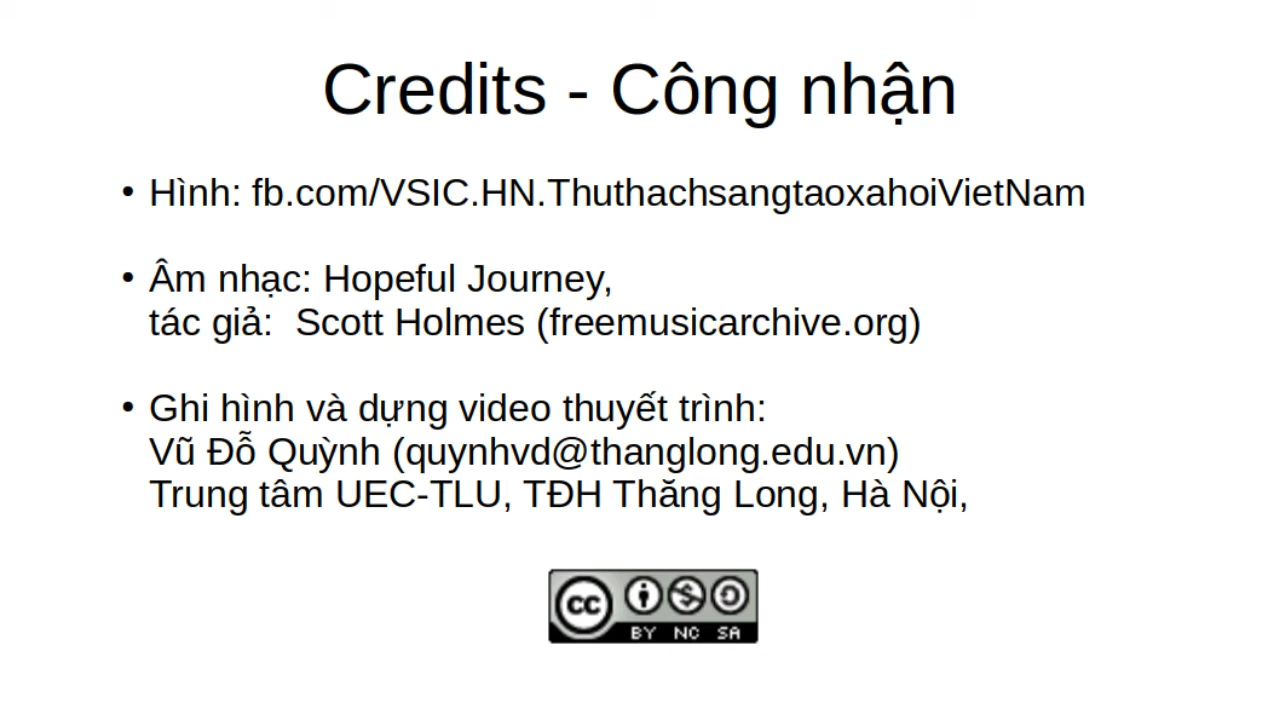 Credits - Công nhận
• Hình: fb.com/VSIC.HN.ThuthachsangtaoxahoiVietNam
• Âm nhạc: Hopeful Journey,
tác giả:  Scott Holmes (freemusicarchive.org)
• Ghi hình và dựng video thuyết trình:
Vũ Đỗ Quỳnh (quynhvd@thanglong.edu.vn)
Trung tâm UEC-TLU, TĐH Thăng Long, Hà Nội,
cc
BY NC SA